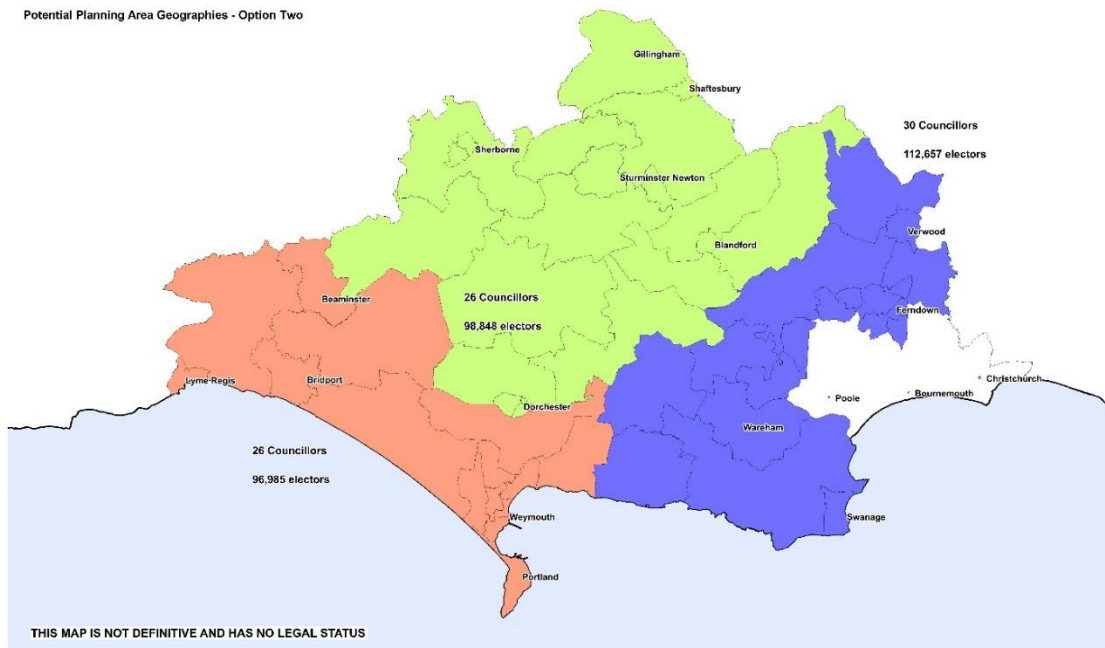 Potential Planning Area Geographies - Option Two
Gillingham
Shaftesbury
30 Councillors
112,657 electors
Sherborne
Sturminster Newton
Verwood
Blandford
Beaminster
26 Councillors
98,848 electors
Ferndown
Lyme-Regis
Bridport
Christchurch
Bournemouth
Poole
Dorchester
Wareham
26 Councillors
96,985 electors
Weymouth
Swanage
Portland
THIS MAP IS NOT DEFINITIVE AND HAS NO LEGAL STATUS